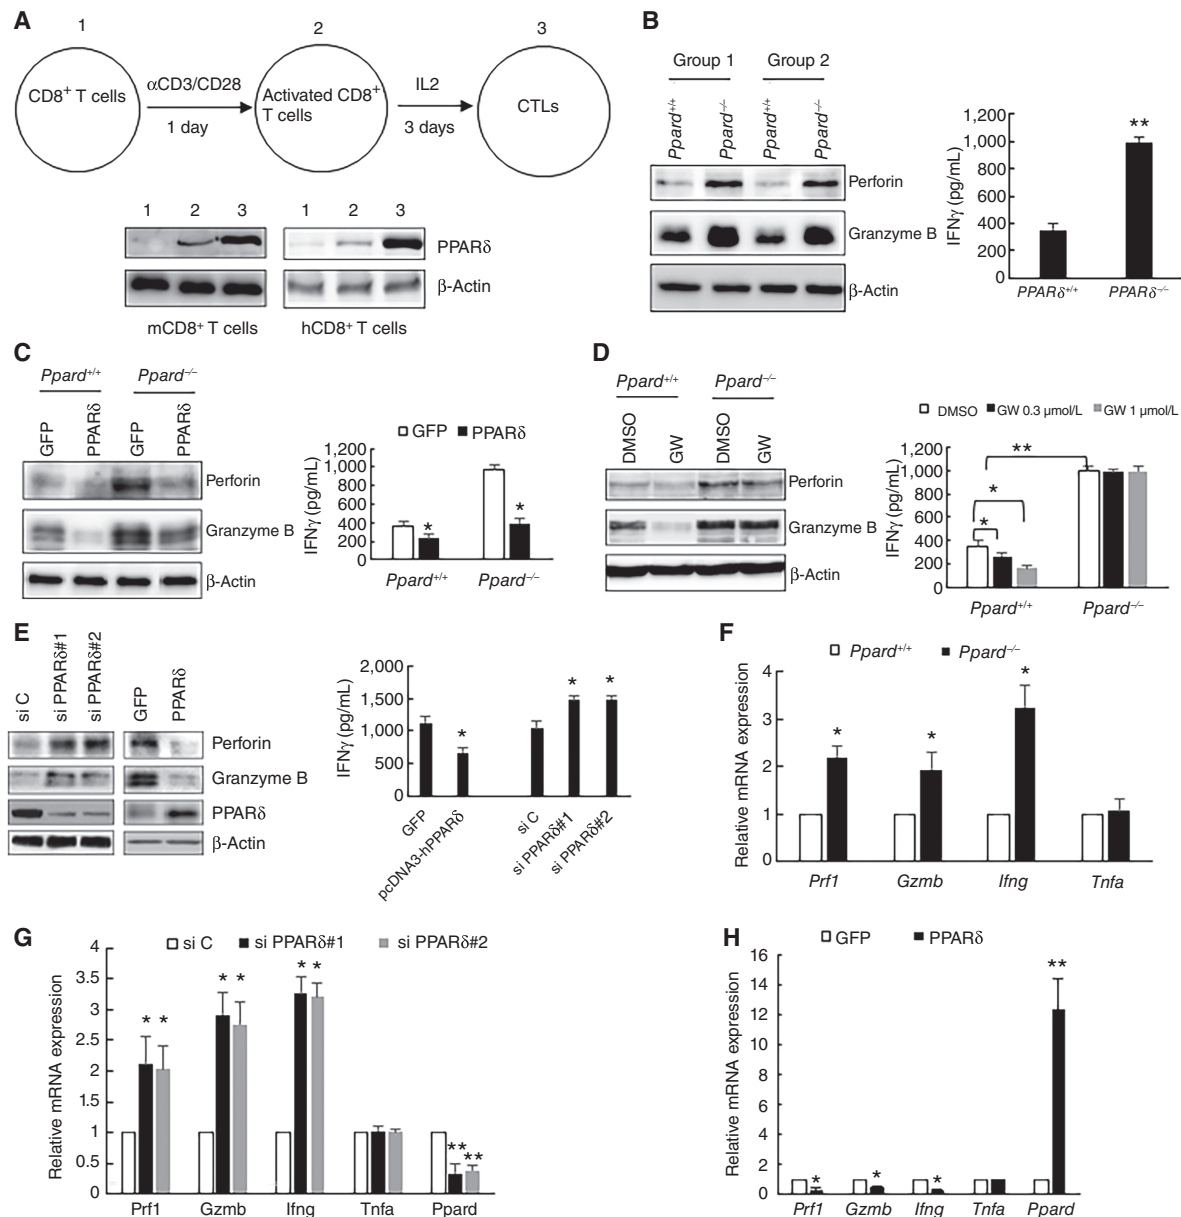 A
1
2
3
CD8+ T cells
αCD3/CD28
1 day
Activated CD8+
T cells
IL2
3 days
CTLs
1 2 3
1 2 3
PPARδ
β-Actin
mCD8+ T cells
hCD8+ T cells
B
Group 1
Group 2
Ppard+/+
Ppard−/−
Ppard+/+
Ppard−/−
Perforin
Granzyme B
β-Actin
IFNγ (pg/mL)
1,200
1,000
800
600
400
200
0
**
PPARδ+/+
PPARδ−/−
C
Ppard+/+
Ppard−/−
GFP
PPARδ
GFP
PPARδ
Perforin
Granzyme B
β-Actin
GFP
PPARδ
IFNγ (pg/mL)
1,200
1,000
800
600
400
200
0
*
*
Ppard+/+
Ppard−/−
D
Ppard+/+
Ppard−/−
DMSO
GW
DMSO
GW
Perforin
Granzyme B
β-Actin
DMSO
GW 0.3 μmol/L
GW 1 μmol/L
IFNγ (pg/mL)
1,200
1,000
800
600
400
200
0
**
*
*
Ppard+/+
Ppard−/−
E
si C
si PPARδ#1
si PPARδ#2
GFP
PPARδ
Perforin
Granzyme B
PPARδ
β-Actin
IFNγ (pg/mL)
2,000
1,500
1,000
500
0
*
*
*
GFP
pcDNA3-hPPARδ
si C
si PPARδ#1
si PPARδ#2
F
Ppard+/+
Ppard−/−
Relative mRNA expression
4
3
2
1
0
*
*
*
Prf1
Gzmb
Ifng
Tnfa
G
si C
si PPARδ#1
si PPARδ#2
Relative mRNA expression
4
3.5
3
2.5
2
1.5
1
0.5
0
* *
* *
* *
**
**
Prf1
Gzmb
Ifng
Tnfa
Ppard
H
GFP
PPARδ
Relative mRNA expression
16
14
12
10
8
6
4
2
0
*
*
*
**
Prf1
Gzmb
Ifng
Tnfa
Ppard